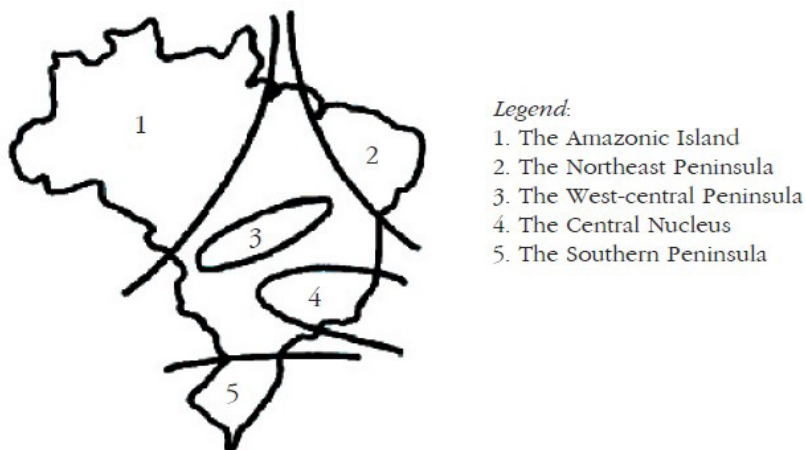 Legend:
1. The Amazonic Island
2. The Northeast Peninsula
3. The West-central Peninsula
4. The Central Nucleus
5. The Southern Peninsula
1
2
3
4
5